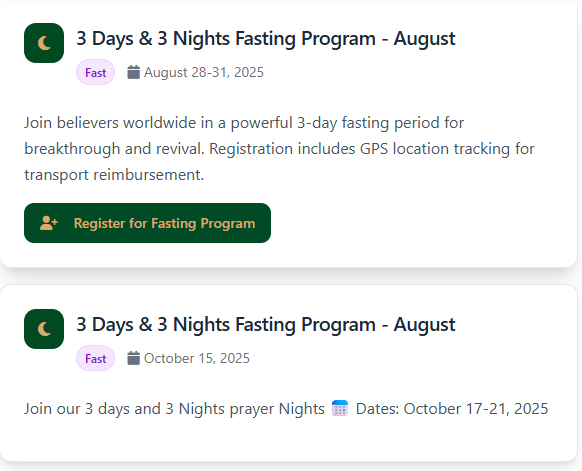 3 Days & 3 Nights Fasting Program - August
Fast August 28-31, 2025
Join believers worldwide in a powerful 3-day fasting period for
breakthrough and revival. Registration includes GPS location tracking for
transport reimbursement.
Register for Fasting Program
3 Days & 3 Nights Fasting Program - August
Fast October 15, 2025
Join our 3 days and 3 Nights prayer Nights 🗓️ Dates: October 17-21, 2025